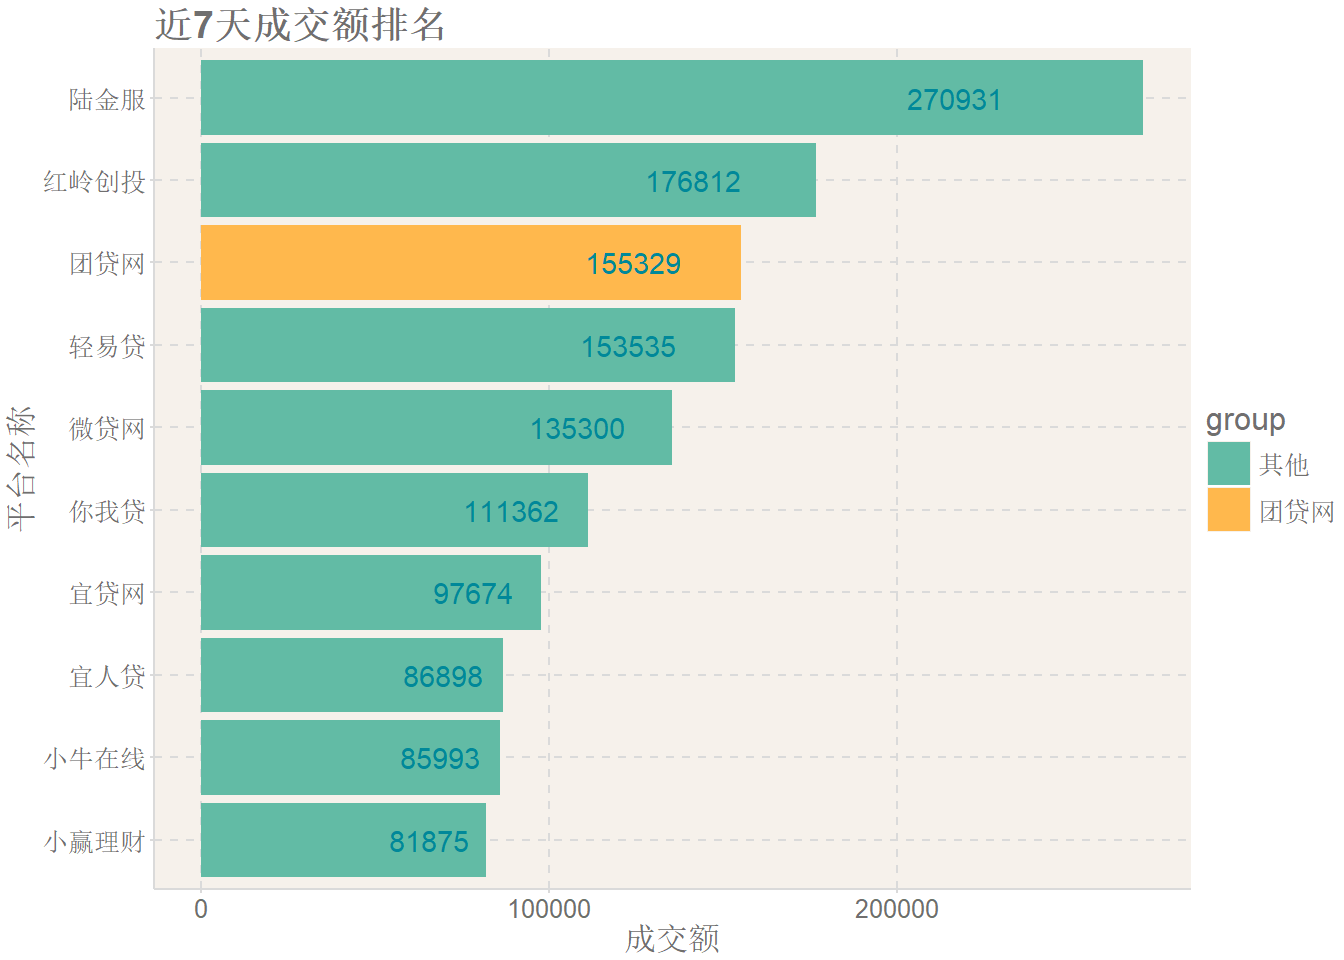 近7天成交额排名
平台名称
陆金服 270931
红岭创投 176812
团贷网 155329
轻易贷 153535
微贷网 135300
你我贷 111362
宜贷网 97674
宜人贷 86898
小牛在线 85993
小赢理财 81875
0 100000 200000
成交额
group
其他
团贷网